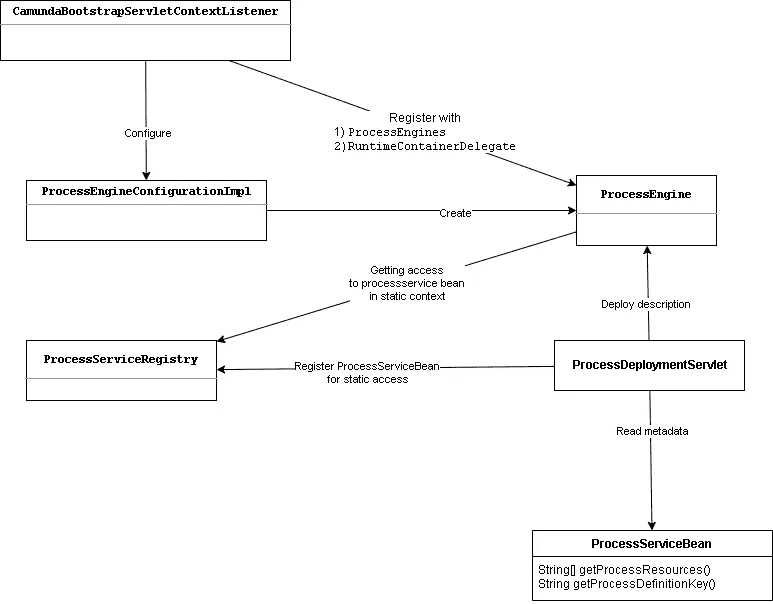 CamundaBootstrapServletContextListener
Register with
1) ProcessEngines
2)RuntimeContainerDelegate
Configure
ProcessEngineConfigurationImpl
ProcessEngine
Create
Getting access
to processservice bean
in static context
Deploy description
ProcessServiceRegistry
Register ProcessServiceBean
for static access
ProcessDeploymentServlet
Read metadata
ProcessServiceBean
String[] getProcessResources()
String getProcessDefinitionKey()